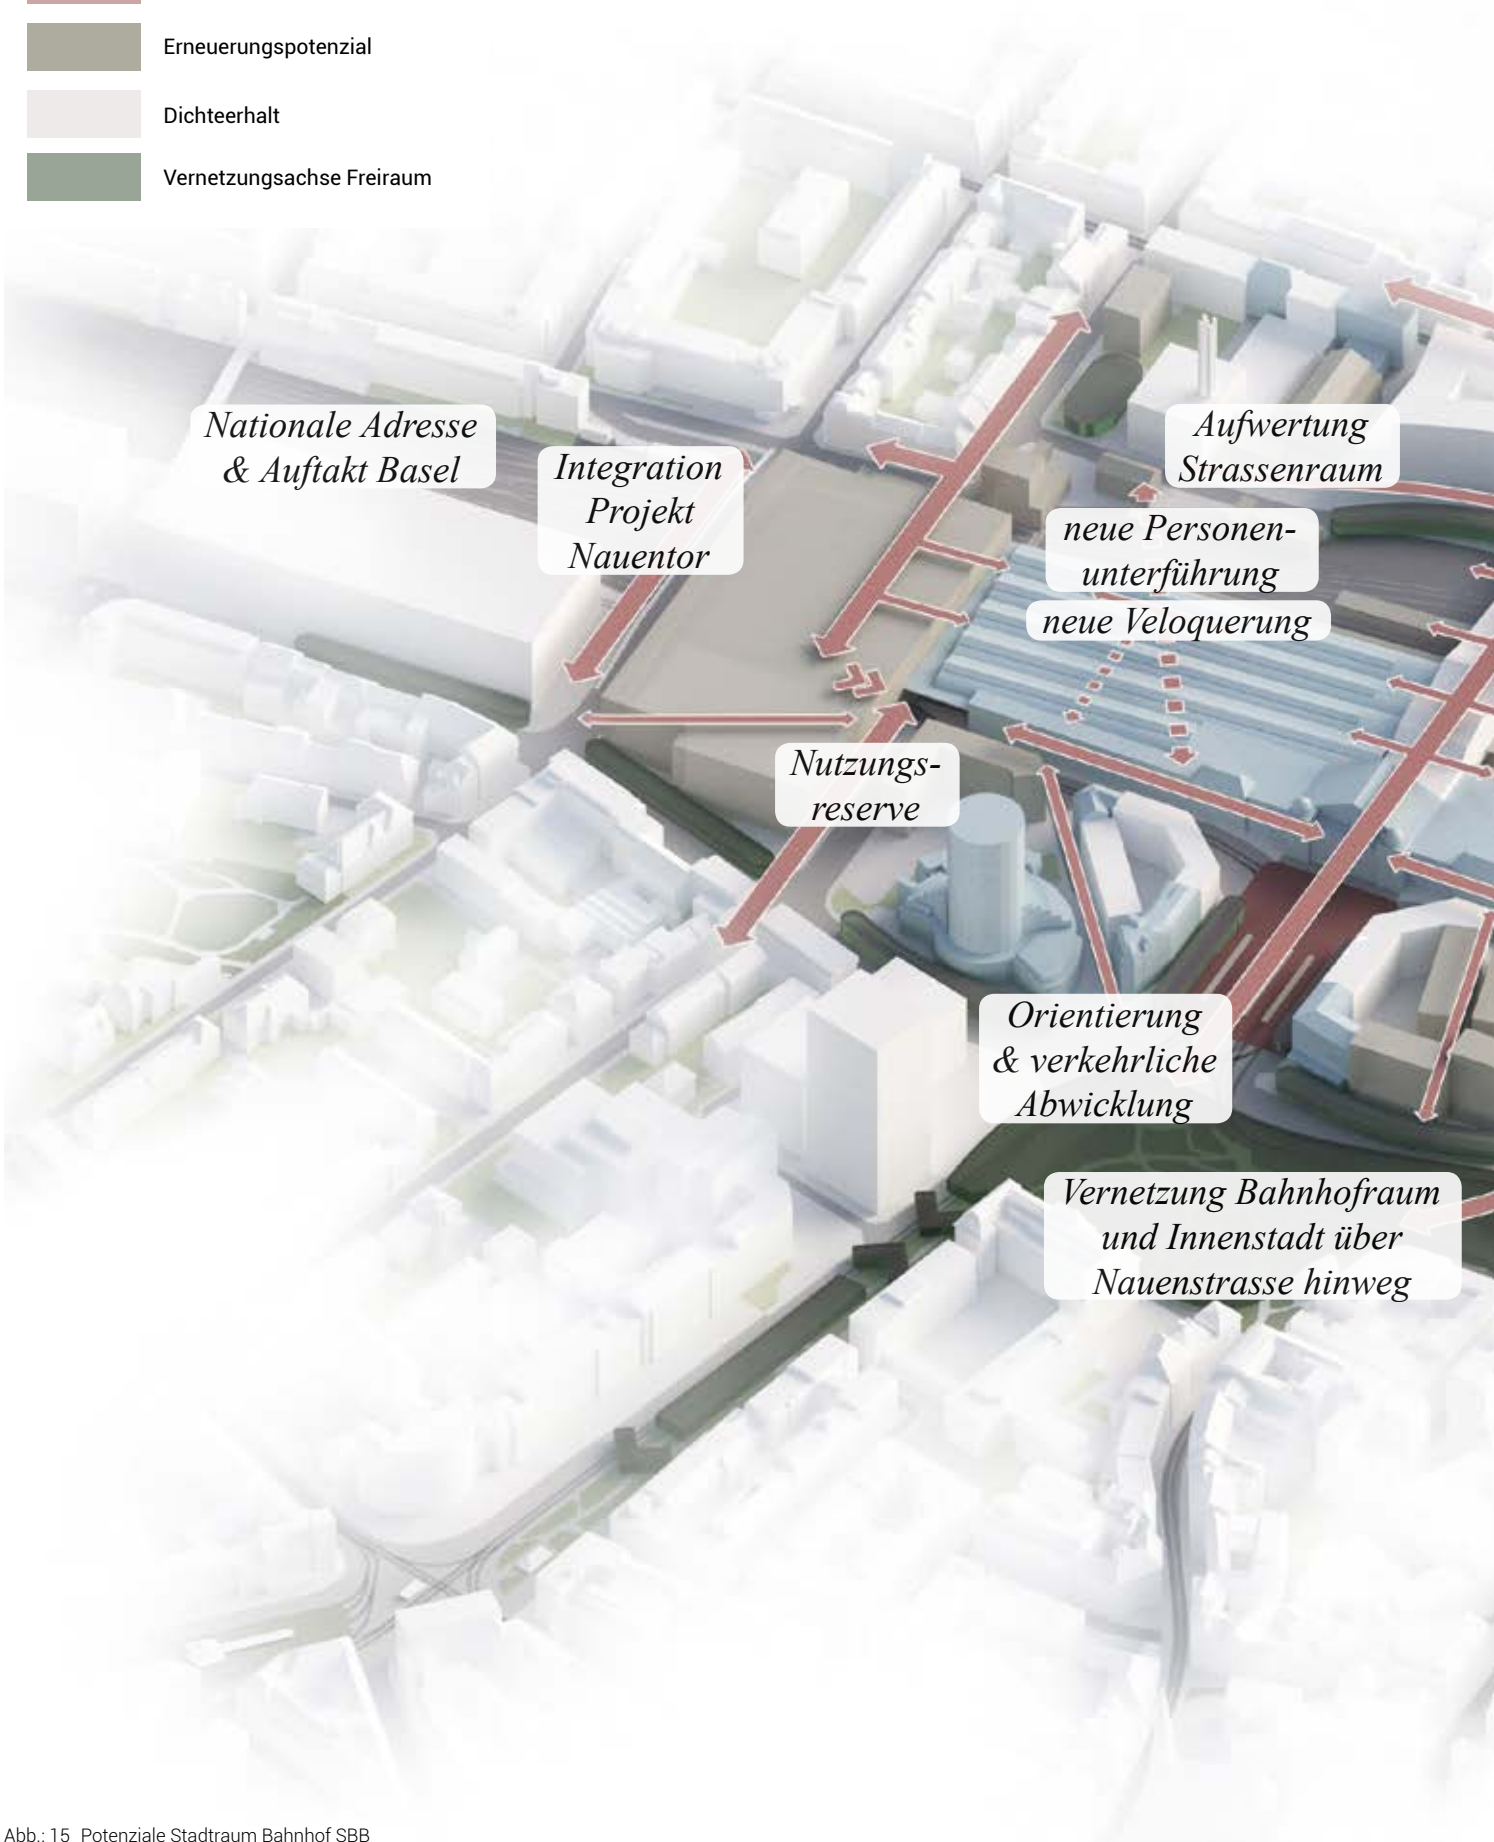 Erneuerungspotenzial
Dichteerhalt
Vernetzungsachse Freiraum
Nationale Adresse
& Auftakt Basel
Integration
Projekt
Nauentor
Aufwertung
Strassenraum
neue Personen-
unterführung
neue Veloquerung
Nutzungs-
reserve
Orientierung
& verkehrliche
Abwicklung
Vernetzung Bahnhofraum
und Innenstadt über
Nauenstrasse hinweg
Abb.: 15 Potenziale Stadtraum Bahnhof SBB